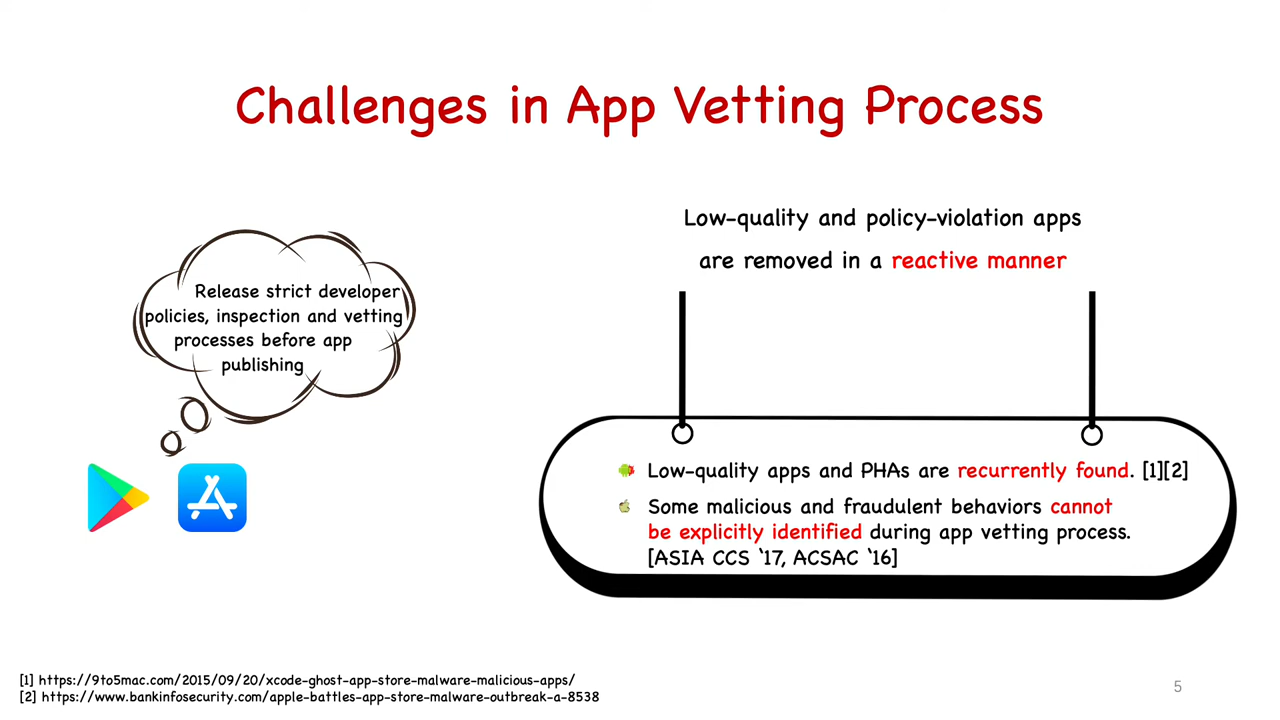 Challenges in App Vetting Process
Release strict developer
policies, inspection and vetting
processes before app
publishing
Low-quality and policy-violation apps
are removed in a reactive manner
Low-quality apps and PHAs are recurrently found. [1][2]
Some malicious and fraudulent behaviors cannot
be explicitly identified during app vetting process.
[ASIA CCS ‘17, ACSAC ‘16]
[1] https://9to5mac.com/2015/09/20/xcode-ghost-app-store-malware-malicious-apps/
[2] https://www.bankinfosecurity.com/apple-battles-app-store-malware-outbreak-a-8538
5